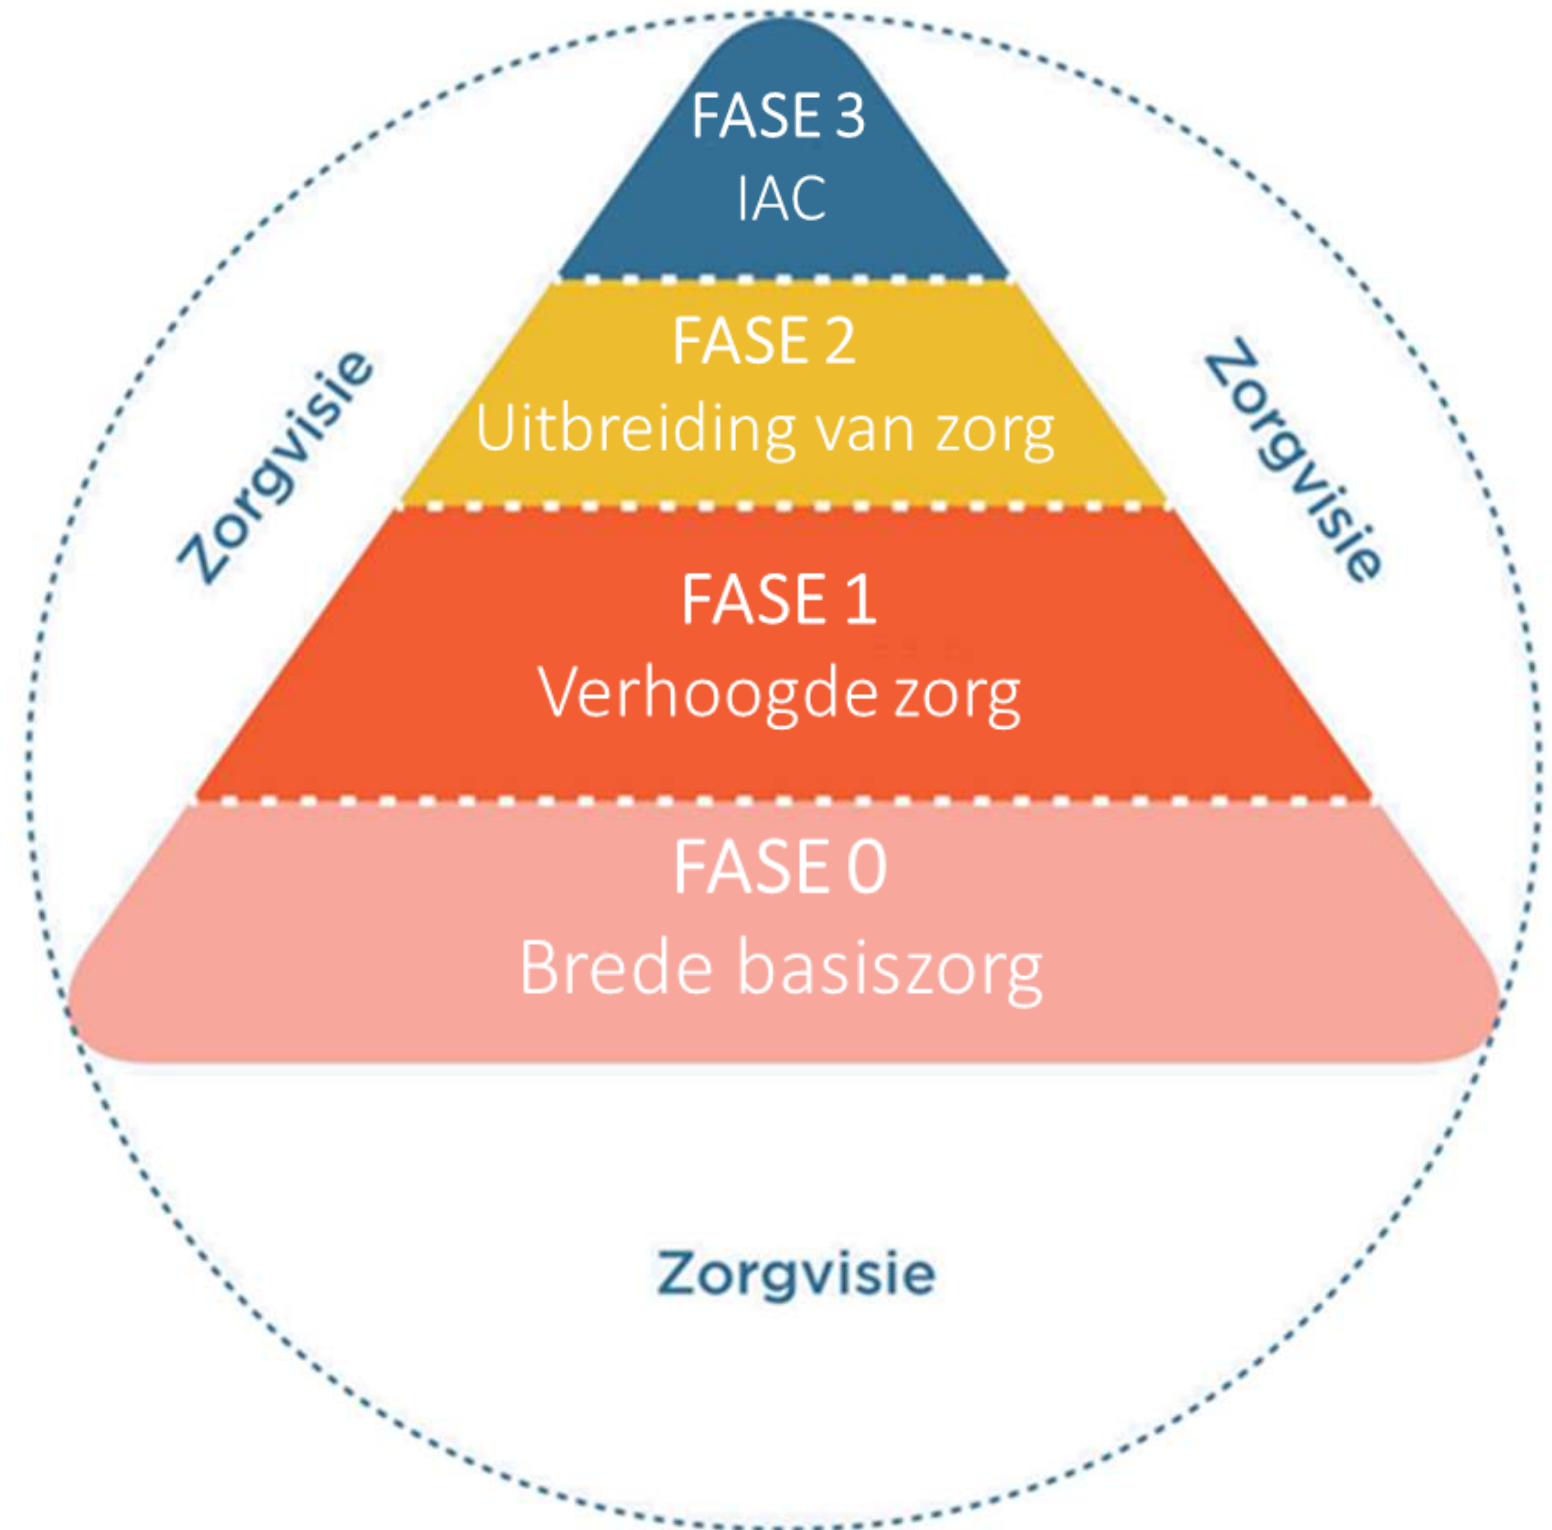 FASE 3
IAC
FASE 2
Uitbreiding van zorg
Zorgvisie
Zorgvisie
FASE 1
Verhoogde zorg
FASE 0
Brede basiszorg
Zorgvisie